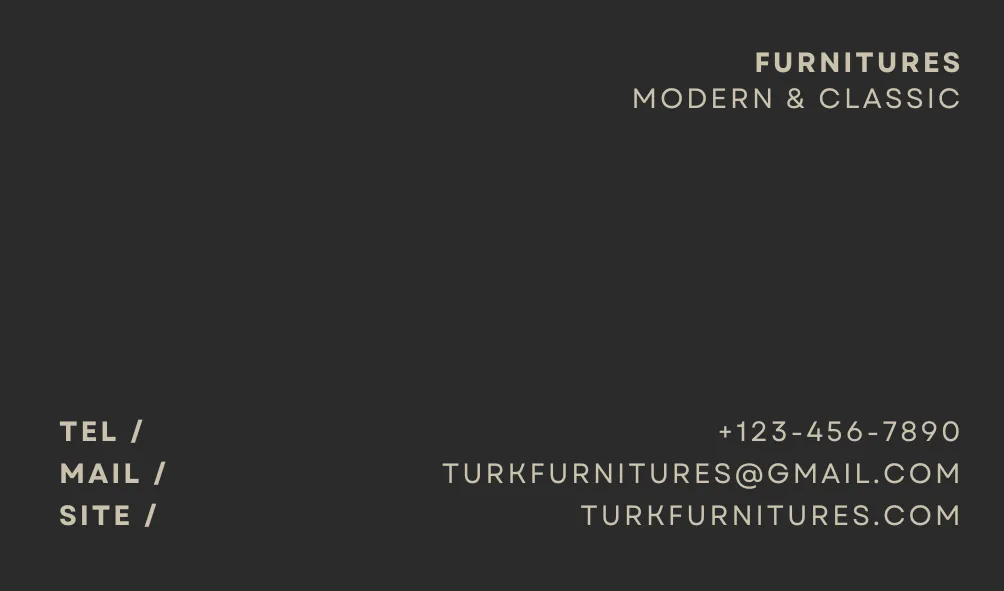 FURNITURES
MODERN & CLASSIC
TEL / +123-456-7890
MAIL / TURKFURNITURES@GMAIL.COM
SITE / TURKFURNITURES.COM